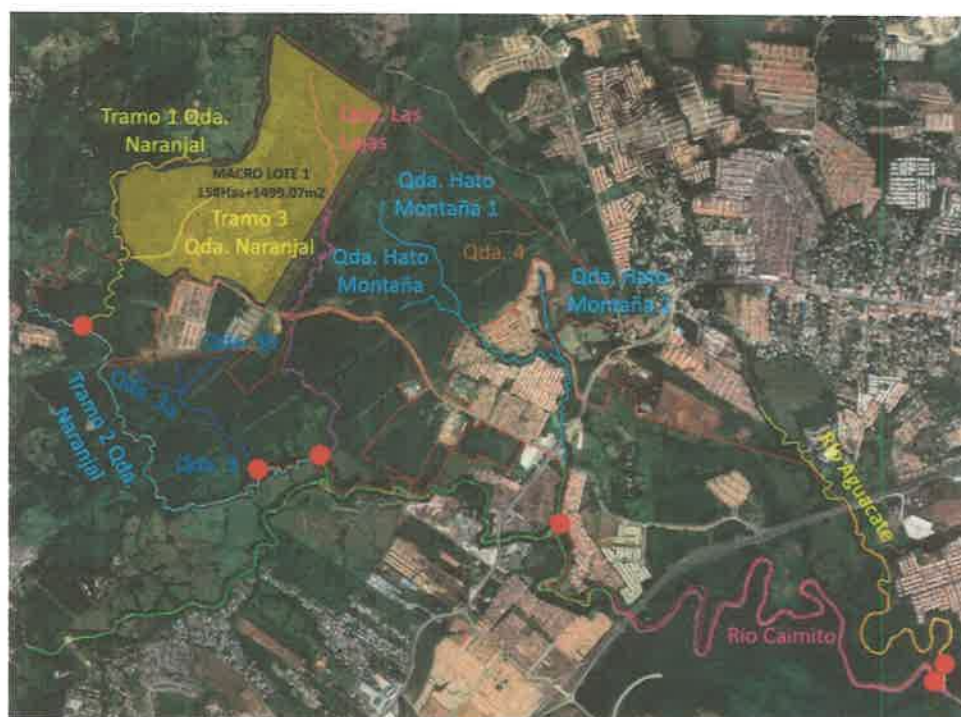 Tramo 1 Qda.
Naranjal
Qda. Las
Lajas
MACRO LOTE 1
158Has+1499.07m2
Tramo 3
Qda. Naranjal
Qda. Hato
Montaña 1
Qda. Hato
Montaña
Qda. 4
Qda. Hato
Montaña 2
Tramo 2 Qda.
Naranjal
Qda. 3
Río Aguacate
Río Caimito